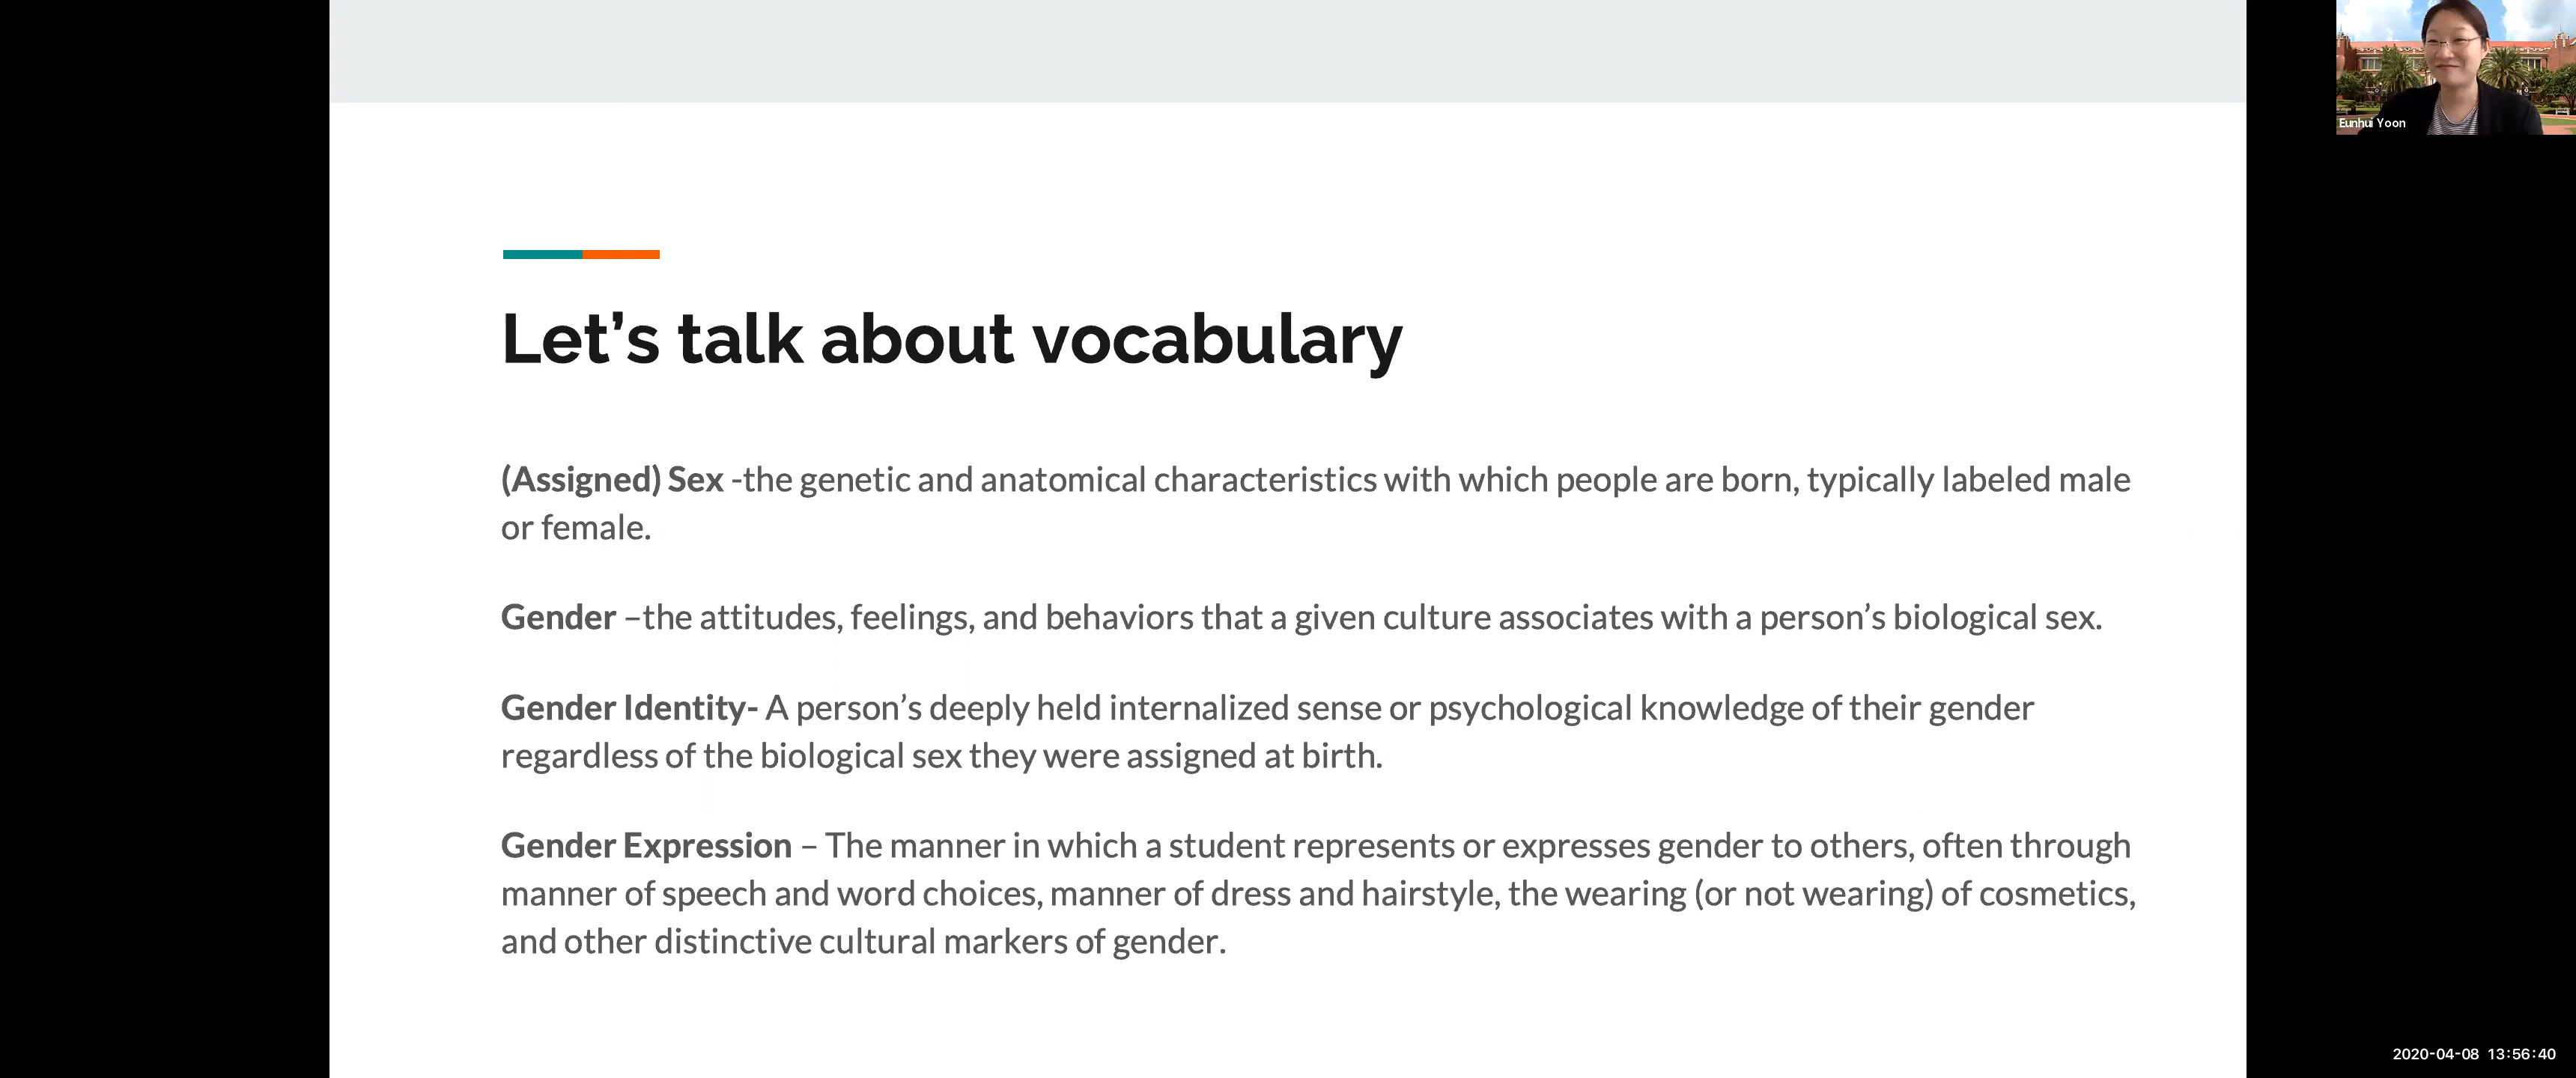 Eunhui Yoon
Let's talk about vocabulary
(Assigned) Sex -the genetic and anatomical characteristics with which people are born, typically labeled male
or female.
Gender –the attitudes, feelings, and behaviors that a given culture associates with a person's biological sex.
Gender Identity- A person's deeply held internalized sense or psychological knowledge of their gender
regardless of the biological sex they were assigned at birth.
Gender Expression – The manner in which a student represents or expresses gender to others, often through
manner of speech and word choices, manner of dress and hairstyle, the wearing (or not wearing) of cosmetics,
and other distinctive cultural markers of gender.
2020-04-08 13:56:40